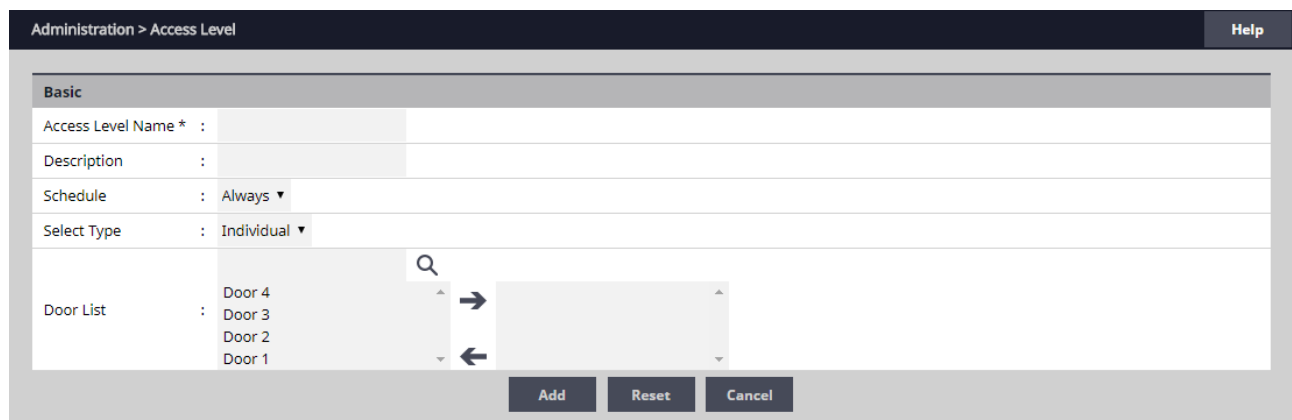 Administration > Access Level Help
Basic
Access Level Name * :
Description :
Schedule : Always
Select Type : Individual
Door List :
Door 4
Door 3
Door 2
Door 1
Add Reset Cancel